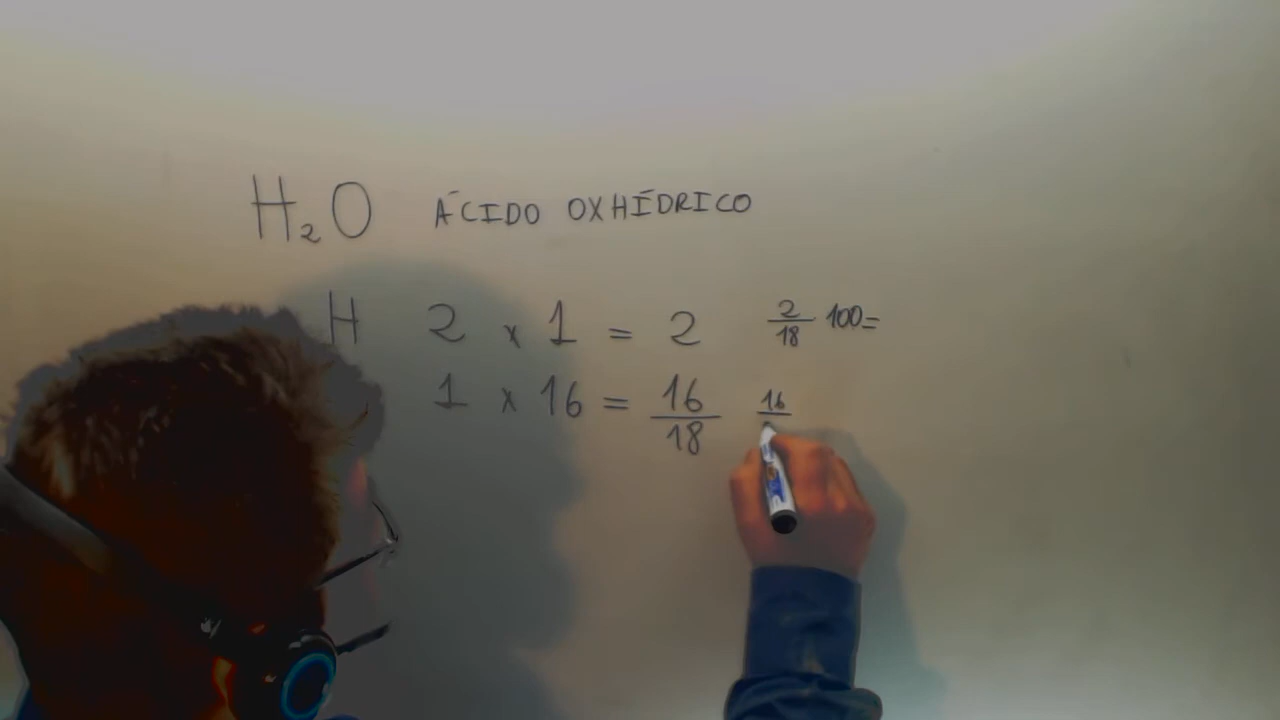 H₂O ÁCIDO OXHÍDRICO
H 2 x 1 = 2 2/18 100=
1 x 16 = 16/18 16